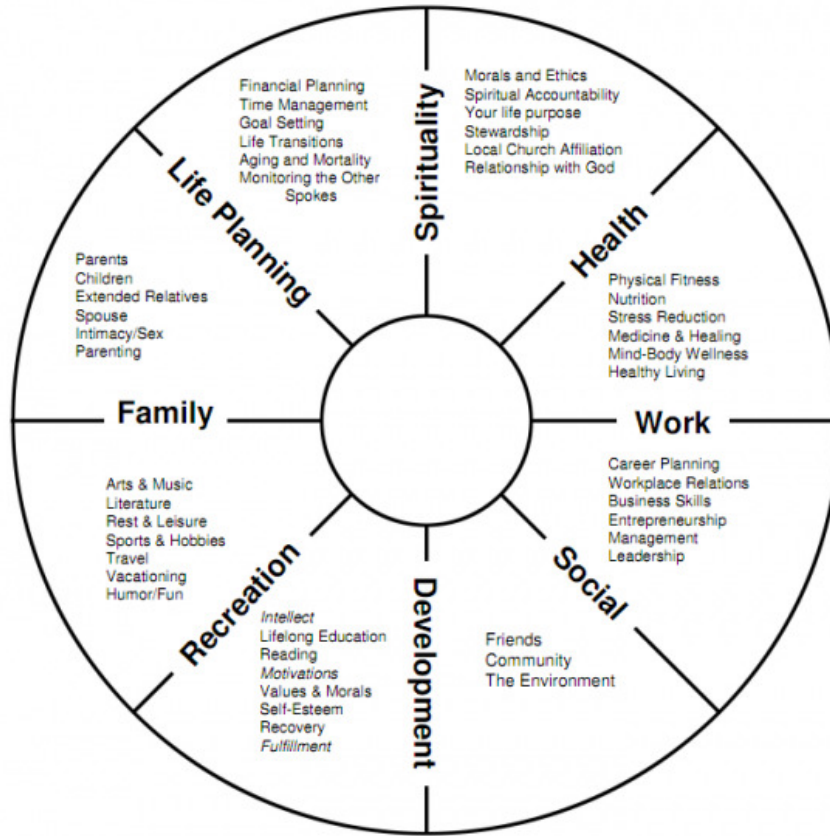 Spirituality
Morals and Ethics
Spiritual Accountability
Your life purpose
Stewardship
Local Church Affiliation
Relationship with God
Health
Physical Fitness
Nutrition
Stress Reduction
Medicine & Healing
Mind-Body Wellness
Healthy Living
Work
Career Planning
Workplace Relations
Business Skills
Entrepreneurship
Management
Leadership
Social
Friends
Community
The Environment
Development
Intellect
Lifelong Education
Reading
Motivations
Values & Morals
Self-Esteem
Recovery
Fulfillment
Recreation
Arts & Music
Literature
Rest & Leisure
Sports & Hobbies
Travel
Vacationing
Humor/Fun
Family
Parents
Children
Extended Relatives
Spouse
Intimacy/Sex
Parenting
Life Planning
Financial Planning
Time Management
Goal Setting
Life Transitions
Aging and Mortality
Monitoring the Other
Spokes